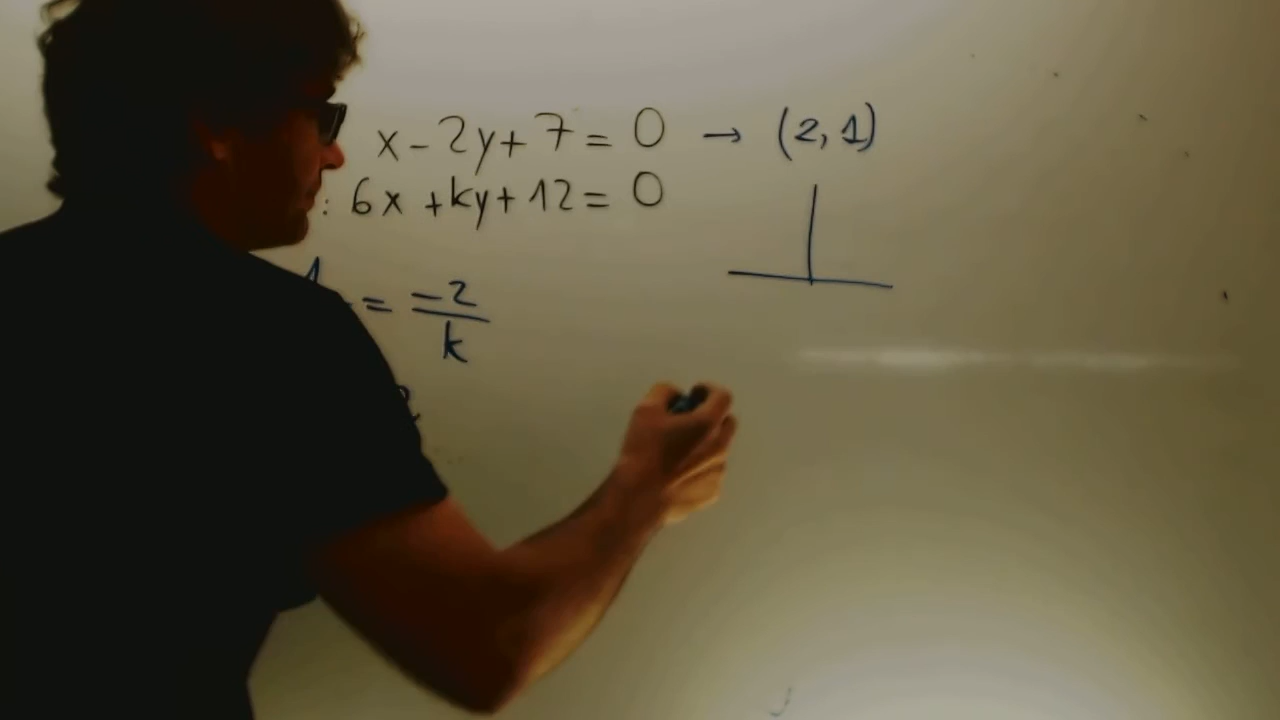 x - 2y + 7 = 0 → (2, 1)
: 6x + ky + 12 = 0
= -2/k